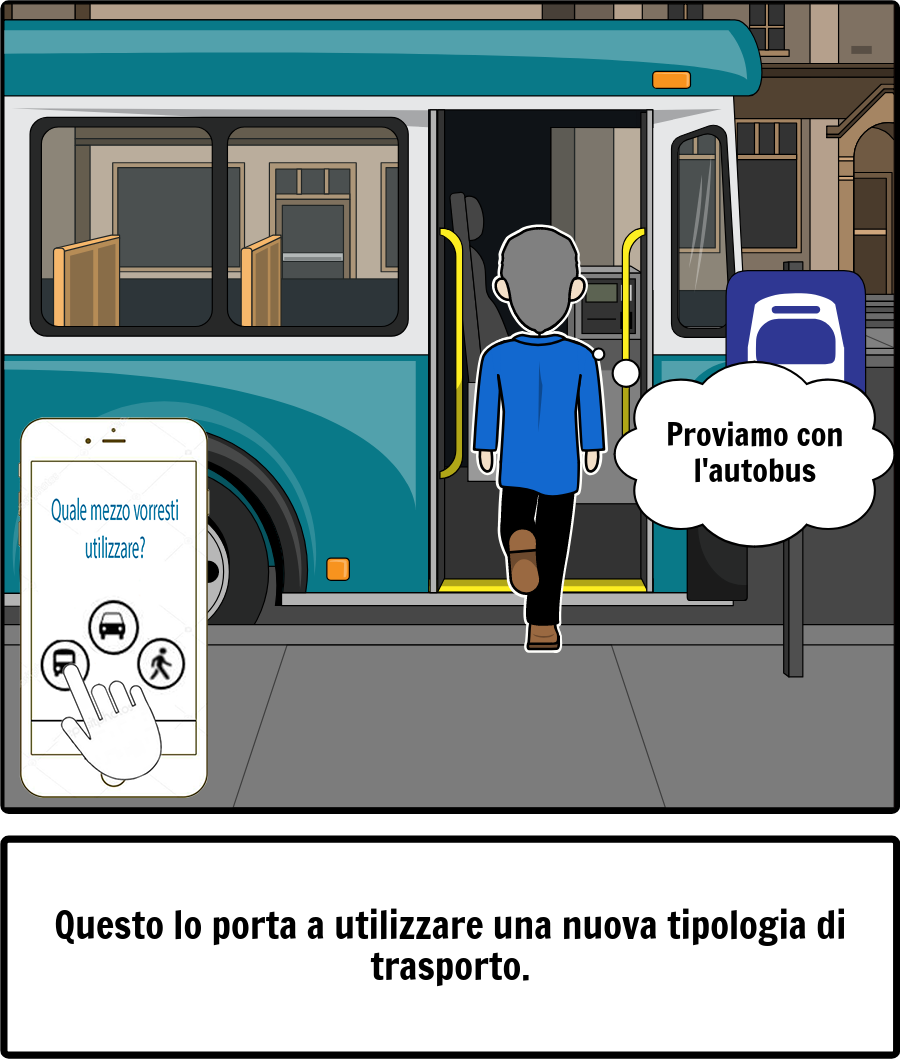 Proviamo con
l'autobus
Quale mezzo vorresti
utilizzare?
Questo lo porta a utilizzare una nuova tipologia di
trasporto.